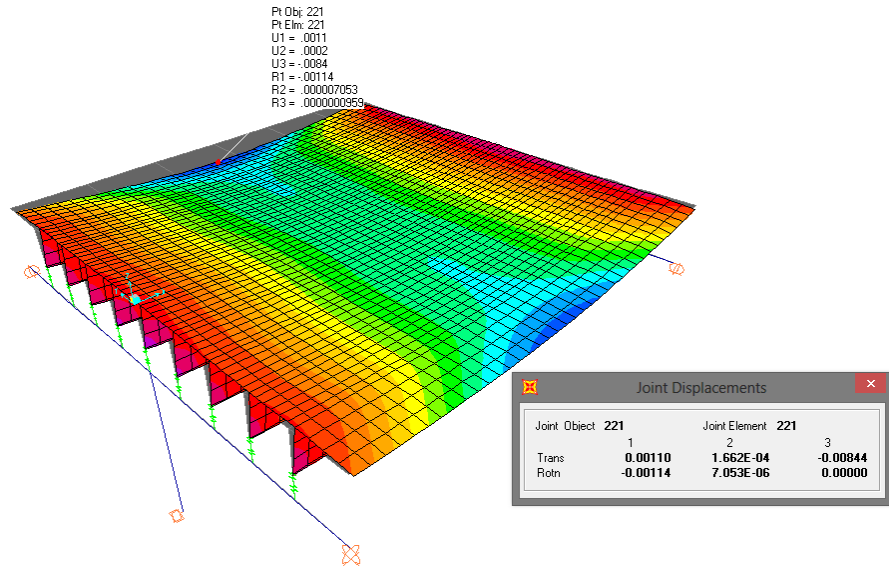 Pt Obj: 221
Pt Elm: 221
U1 = .0011
U2 = .0002
U3 = -.0084
R1 = -.00114
R2 = .000007053
R3 = .0000000959
Joint Displacements
Joint Object 221 Joint Element 221
1 2 3
Trans 0.00110 1.662E-04 -0.00844
Rotn -0.00114 7.053E-06 0.00000